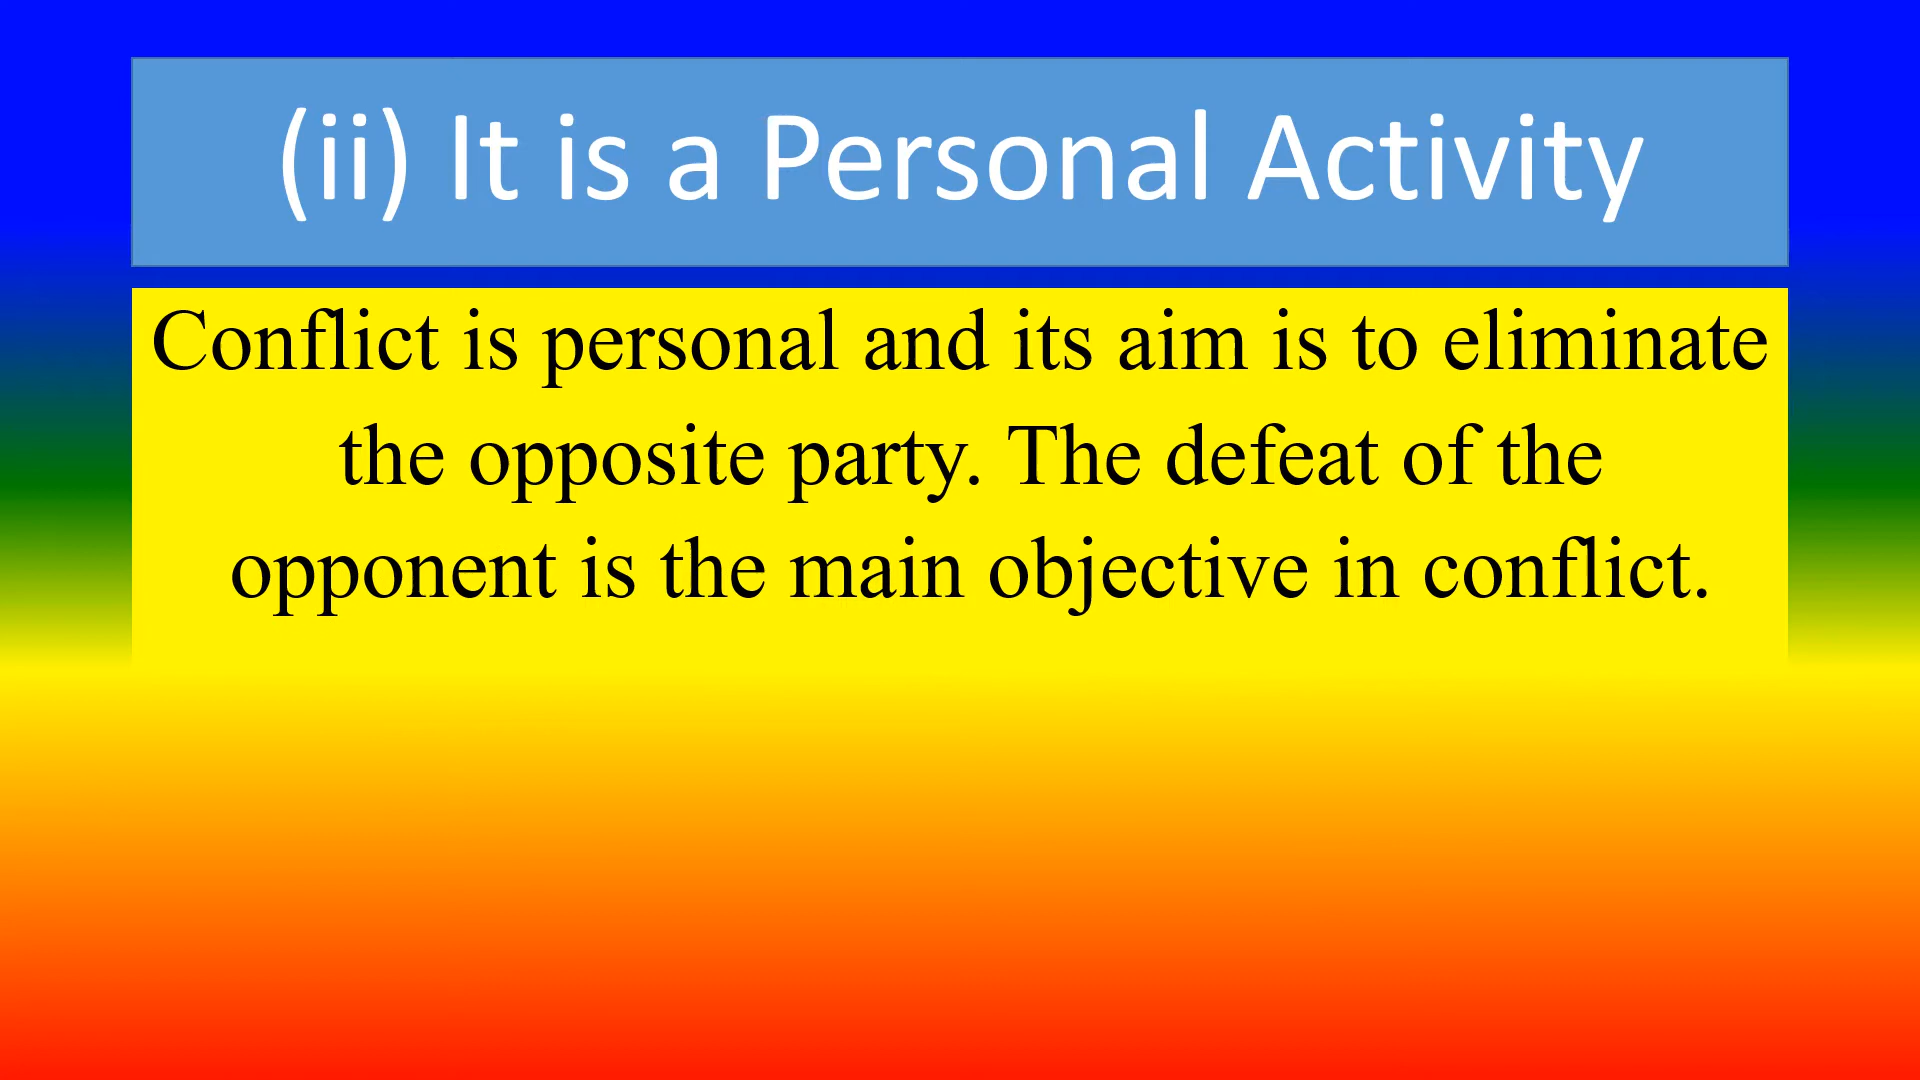 (ii) It is a Personal Activity
Conflict is personal and its aim is to eliminate
the opposite party. The defeat of the
opponent is the main objective in conflict.